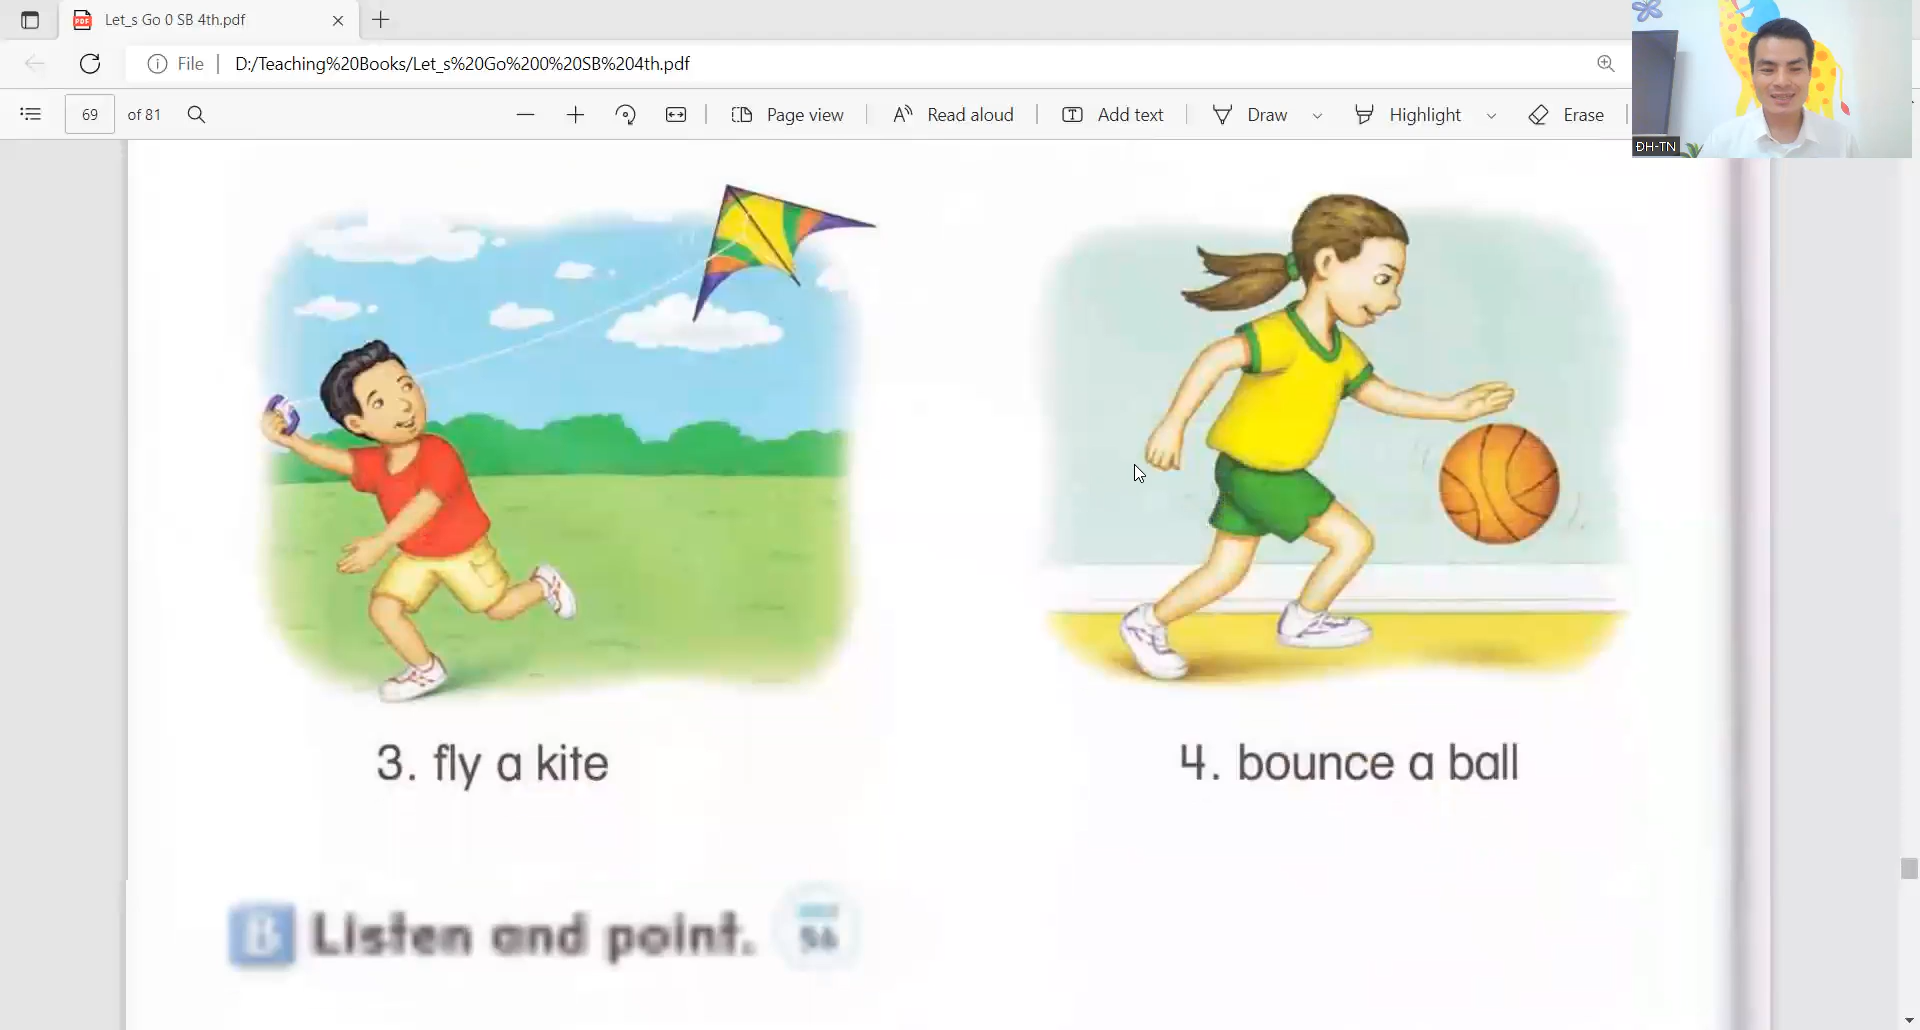 Let_s Go 0 SB 4th.pdf
File D:/Teaching%20Books/Let_s%20Go%200%20SB%204th.pdf
69 of 81 Page view Read aloud Add text Draw Highlight Erase
ĐH-TN
3. fly a kite
4. bounce a ball
B Listen and point.
56